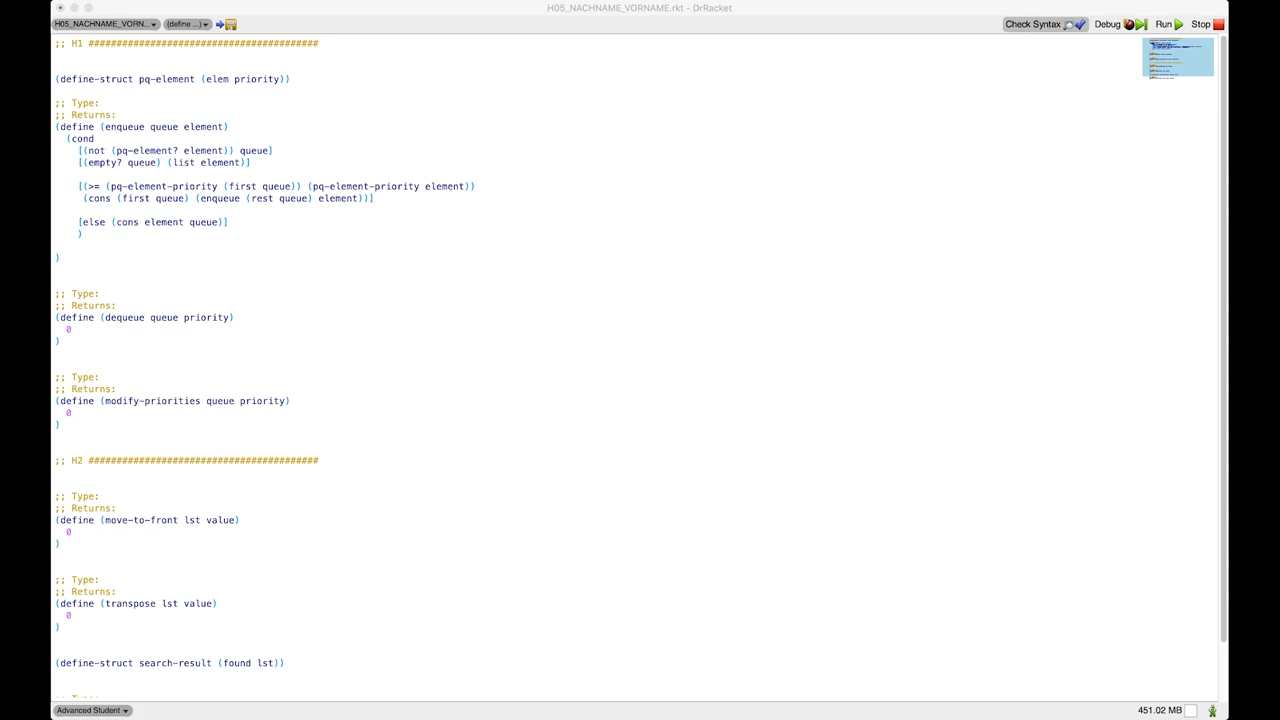 H05_NACHNAME_VORNAME.rkt - DrRacket
H05_NACHNAME_VORN... (define ...) Check Syntax Debug Run Stop
;; H1 #########################################
(define-struct pq-element (elem priority))
;; Type:
;; Returns:
(define (enqueue queue element)
(cond
[(not (pq-element? element)) queue]
[(empty? queue) (list element)]
[(>= (pq-element-priority (first queue)) (pq-element-priority element))
(cons (first queue) (enqueue (rest queue) element))]
[else (cons element queue)]
)
)
;; Type:
;; Returns:
(define (dequeue queue priority)
0
)
;; Type:
;; Returns:
(define (modify-priorities queue priority)
0
)
;; H2 #########################################
;; Type:
;; Returns:
(define (move-to-front lst value)
0
)
;; Type:
;; Returns:
(define (transpose lst value)
0
)
(define-struct search-result (found lst))
Advanced Student 451.02 MB